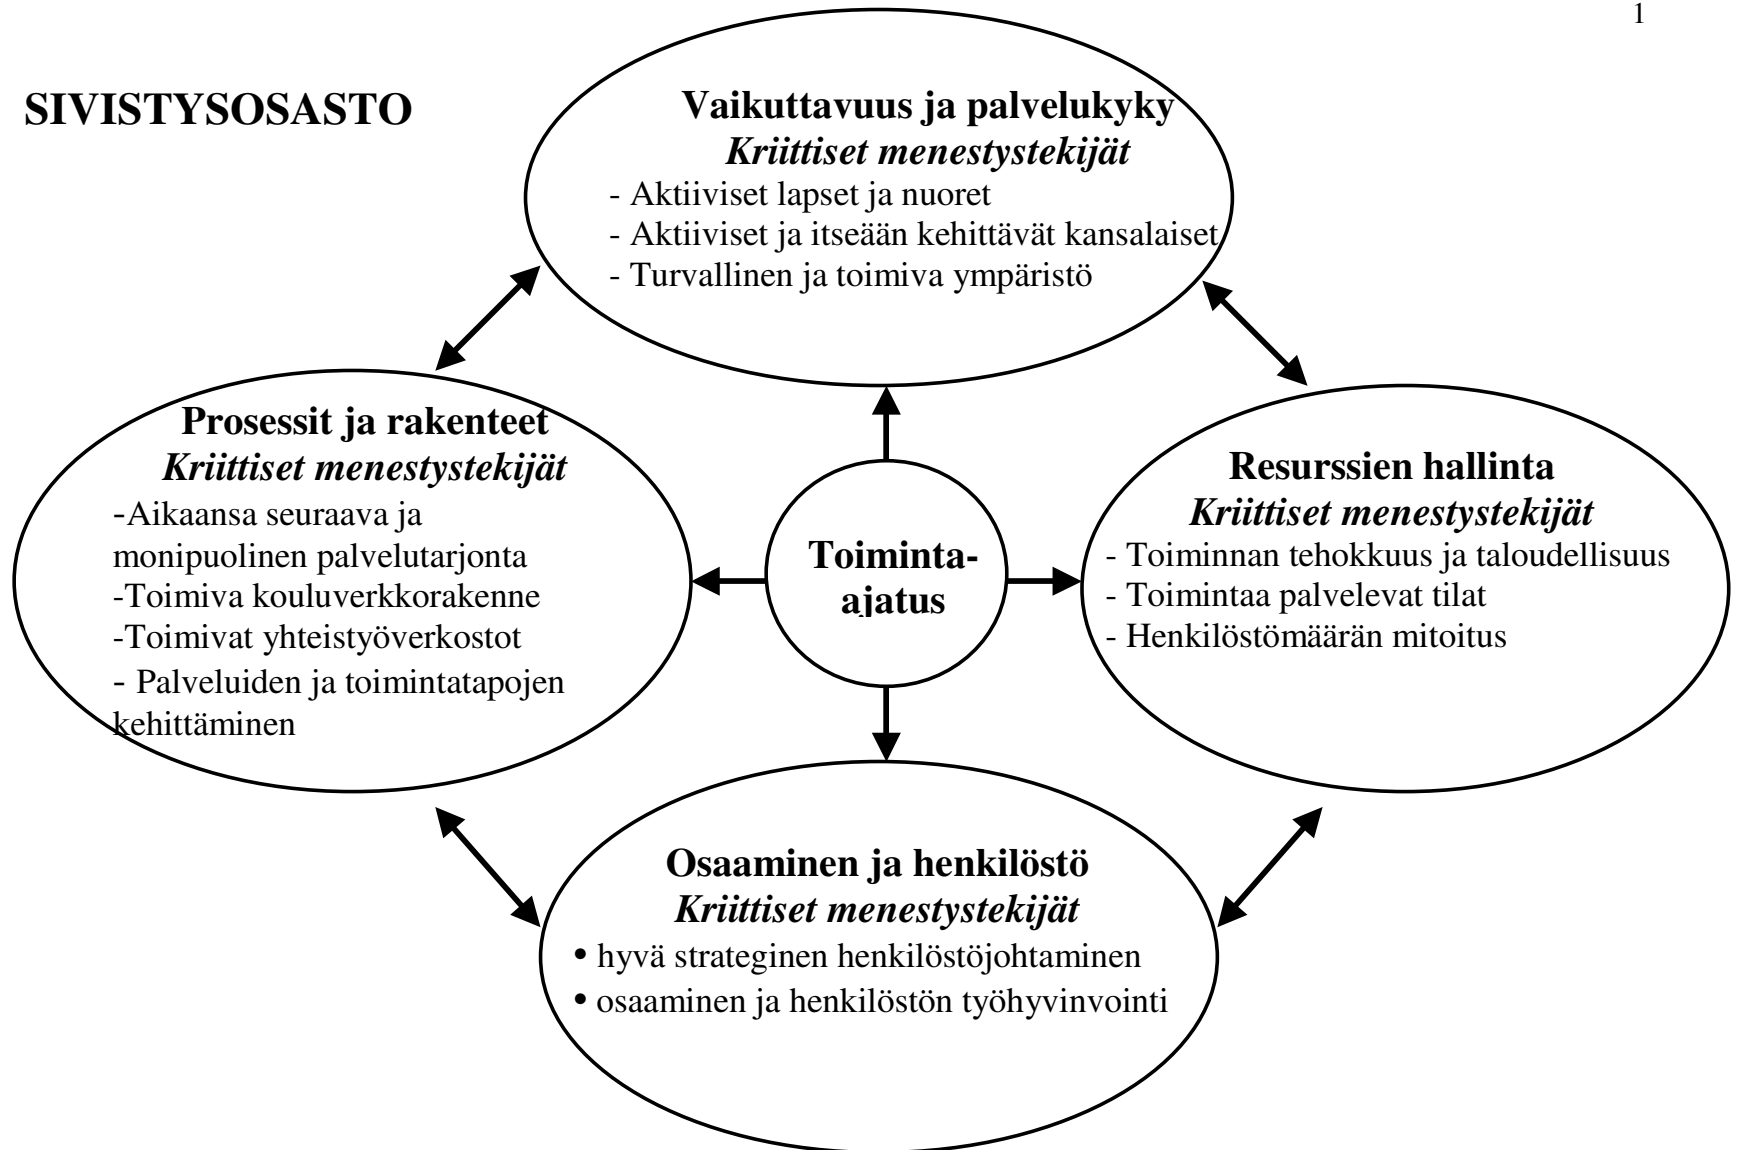 1
SIVISTYSOSASTO
Vaikuttavuus ja palvelukyky
Kriittiset menestystekijät
- Aktiiviset lapset ja nuoret
- Aktiiviset ja itseään kehittävät kansalaiset
- Turvallinen ja toimiva ympäristö
Prosessit ja rakenteet
Kriittiset menestystekijät
-Aikaansa seuraava ja
monipuolinen palvelutarjonta
-Toimiva kouluverkkorakenne
-Toimivat yhteistyöverkostot
- Palveluiden ja toimintatapojen
kehittäminen
Toiminta-
ajatus
Resurssien hallinta
Kriittiset menestystekijät
- Toiminnan tehokkuus ja taloudellisuus
- Toimintaa palvelevat tilat
- Henkilöstömäärän mitoitus
Osaaminen ja henkilöstö
Kriittiset menestystekijät
• hyvä strateginen henkilöstöjohtaminen
• osaaminen ja henkilöstön työhyvinvointi